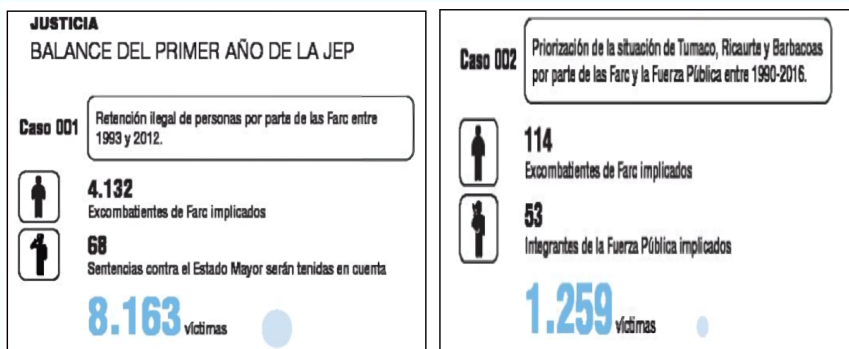 JUSTICIA
BALANCE DEL PRIMER AÑO DE LA JEP
Caso 001
Retención ilegal de personas por parte de las Farc entre
1993 y 2012.
4.132
Excombatientes de Farc implicados
68
Sentencias contra el Estado Mayor serán tenidas en cuenta
8.163 víctimas
Caso 002
Priorización de la situación de Tumaco, Ricaurte y Barbacoas
por parte de las Farc y la Fuerza Pública entre 1990-2016.
114
Excombatientes de Farc implicados
53
Integrantes de la Fuerza Pública implicados
1.259 víctimas